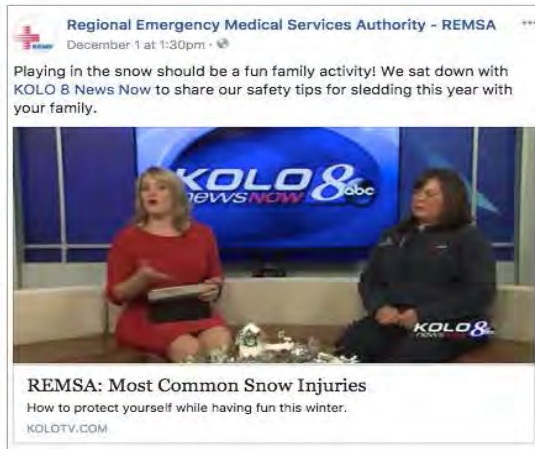 Regional Emergency Medical Services Authority - REMSA
December 1 at 1:30pm ·
Playing in the snow should be a fun family activity! We sat down with
KOLO 8 News Now to share our safety tips for sledding this year with
your family.
KOLO 8
NEWS NOW abc
KOLO 8
NEWS NOW
REMSA: Most Common Snow Injuries
How to protect yourself while having fun this winter.
KOLOTV.COM